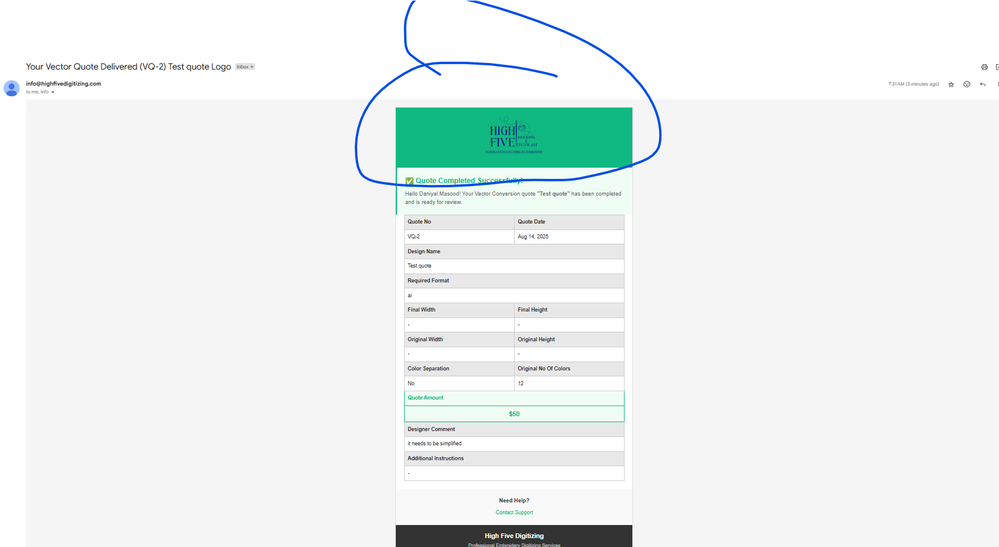 Your Vector Quote Delivered (VQ-2) Test quote Logo Inbox ×
info@highfivedigitizing.com
7:31 AM (3 minutes ago)
to me, info
HIGH FIVE
DIGITIZING
&
VECTOR ART
✅ Quote Completed Successfully!
Hello Daniyal Masood! Your Vector Conversion quote "Test quote" has been completed
and is ready for review.
Quote No Quote Date
VQ-2 Aug 14, 2025
Design Name
Test quote
Required Format
ai
Final Width Final Height
- -
Original Width Original Height
- -
Color Separation Original No Of Colors
No 12
Quote Amount
$50
Designer Comment
it needs to be simplified
Additional Instructions
-
Need Help?
Contact Support
High Five Digitizing
Professional Embroidery Digitizing Services